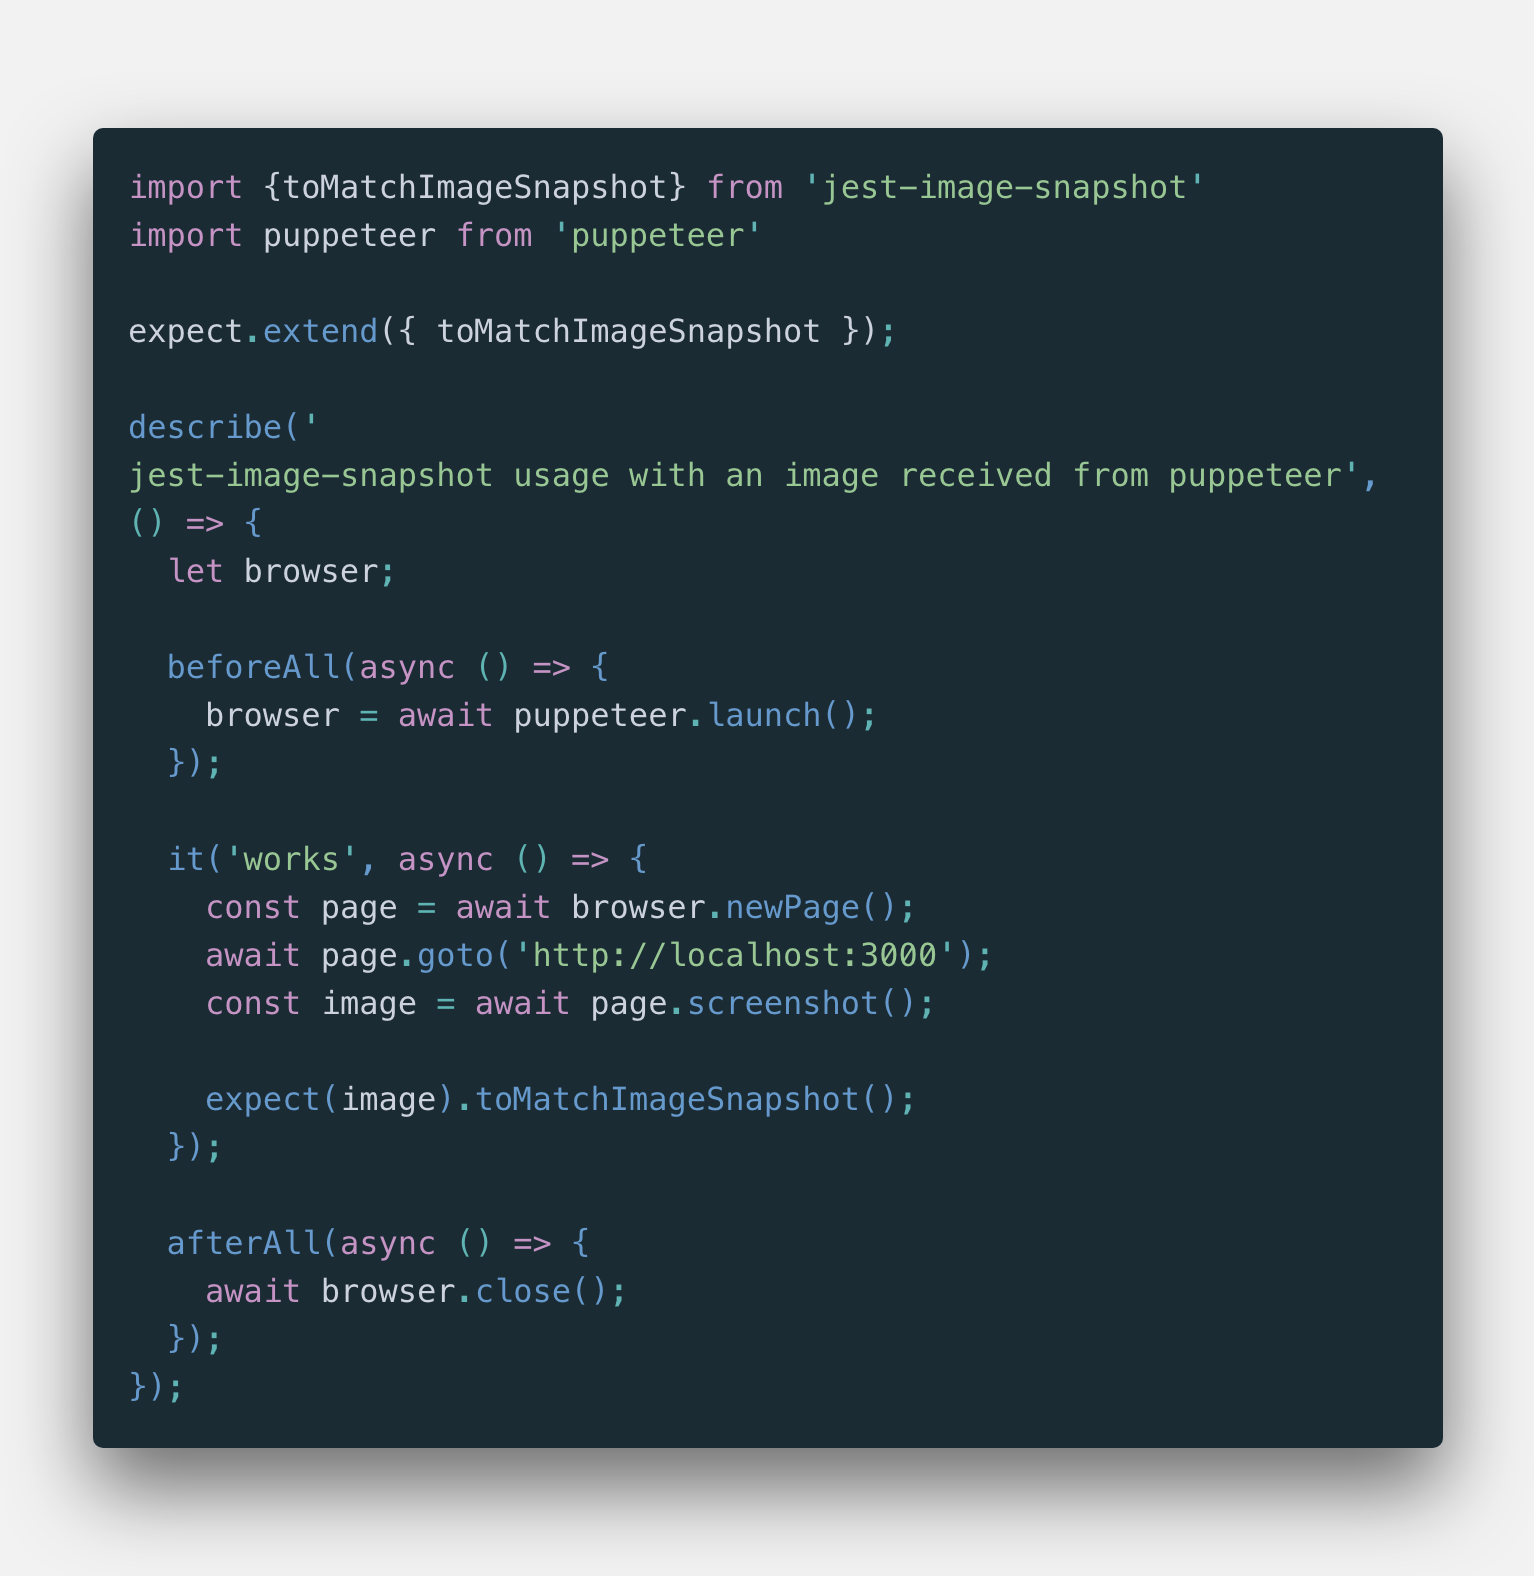 import {toMatchImageSnapshot} from 'jest-image-snapshot'
import puppeteer from 'puppeteer'

expect.extend({ toMatchImageSnapshot });

describe('
jest-image-snapshot usage with an image received from puppeteer',
() => {
  let browser;

  beforeAll(async () => {
    browser = await puppeteer.launch();
  });

  it('works', async () => {
    const page = await browser.newPage();
    await page.goto('http://localhost:3000');
    const image = await page.screenshot();

    expect(image).toMatchImageSnapshot();
  });

  afterAll(async () => {
    await browser.close();
  });
});